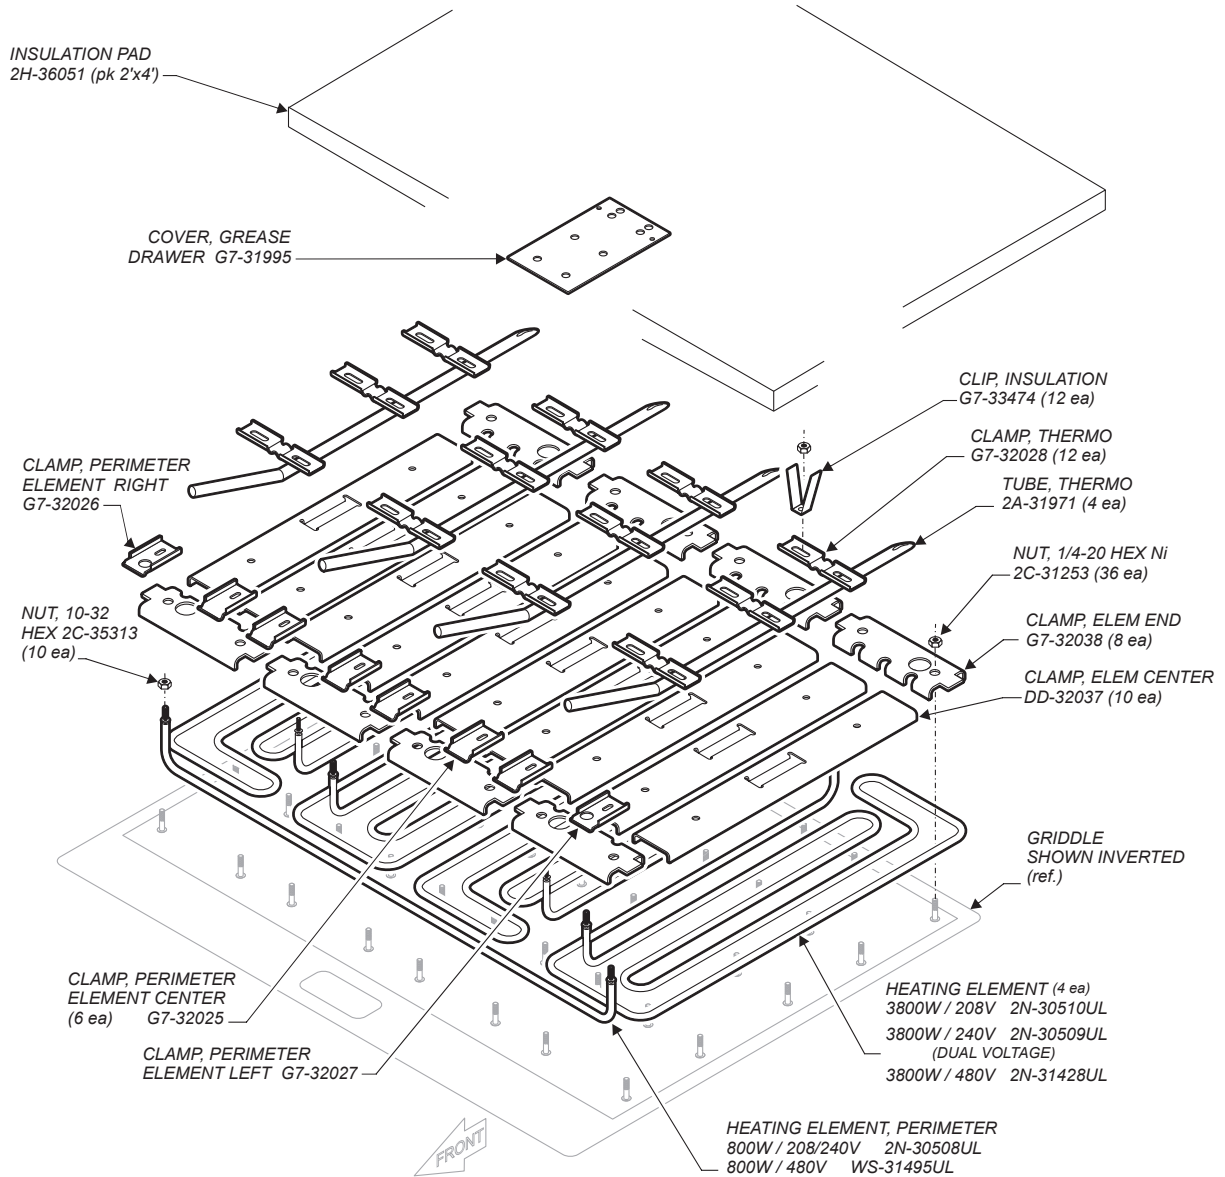 INSULATION PAD
2H-36051 (pk 2'x4')
COVER, GREASE
DRAWER G7-31995
CLIP, INSULATION
G7-33474 (12 ea)
CLAMP, THERMO
G7-32028 (12 ea)
TUBE, THERMO
2A-31971 (4 ea)
NUT, 1/4-20 HEX Ni
2C-31253 (36 ea)
CLAMP, ELEM END
G7-32038 (8 ea)
CLAMP, ELEM CENTER
DD-32037 (10 ea)
CLAMP, PERIMETER
ELEMENT RIGHT
G7-32026
NUT, 10-32
HEX 2C-35313
(10 ea)
GRIDDLE
SHOWN INVERTED
(ref.)
CLAMP, PERIMETER
ELEMENT CENTER
(6 ea) G7-32025
CLAMP, PERIMETER
ELEMENT LEFT G7-32027
HEATING ELEMENT (4 ea)
3800W / 208V 2N-30510UL
3800W / 240V 2N-30509UL
(DUAL VOLTAGE)
3800W / 480V 2N-31428UL
HEATING ELEMENT, PERIMETER
800W / 208/240V 2N-30508UL
800W / 480V WS-31495UL
FRONT